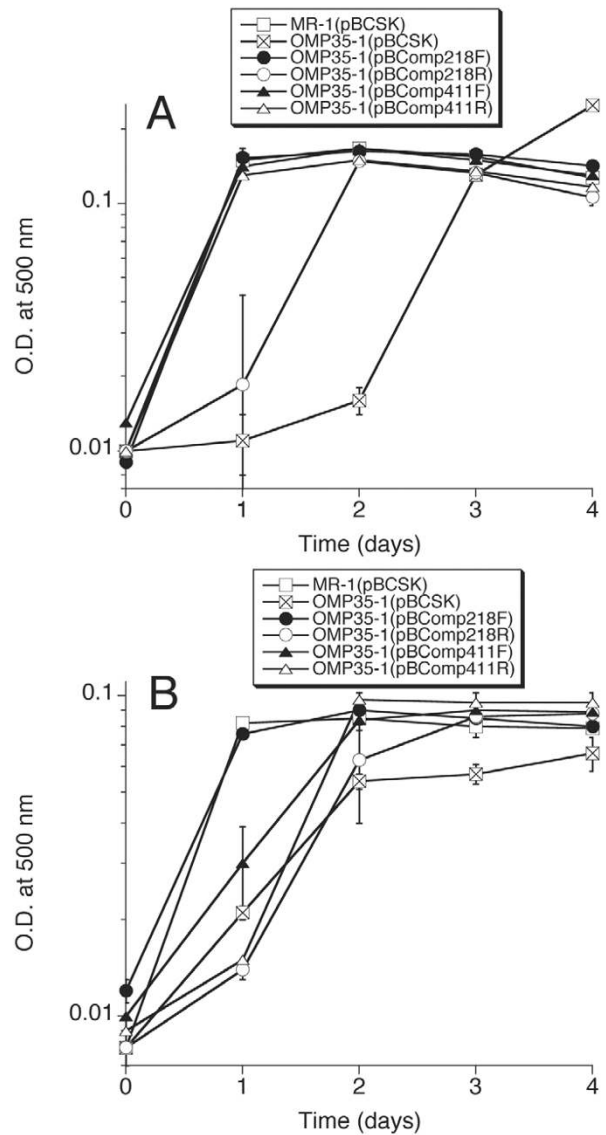 MR-1(pBCSK)
OMP35-1(pBCSK)
OMP35-1(pBComp218F)
OMP35-1(pBComp218R)
OMP35-1(pBComp411F)
OMP35-1(pBComp411R)
A
0.1
O.D. at 500 nm
0.01
0 1 2 3 4
Time (days)
MR-1(pBCSK)
OMP35-1(pBCSK)
OMP35-1(pBComp218F)
OMP35-1(pBComp218R)
OMP35-1(pBComp411F)
OMP35-1(pBComp411R)
B
0.1
O.D. at 500 nm
0.01
0 1 2 3 4
Time (days)